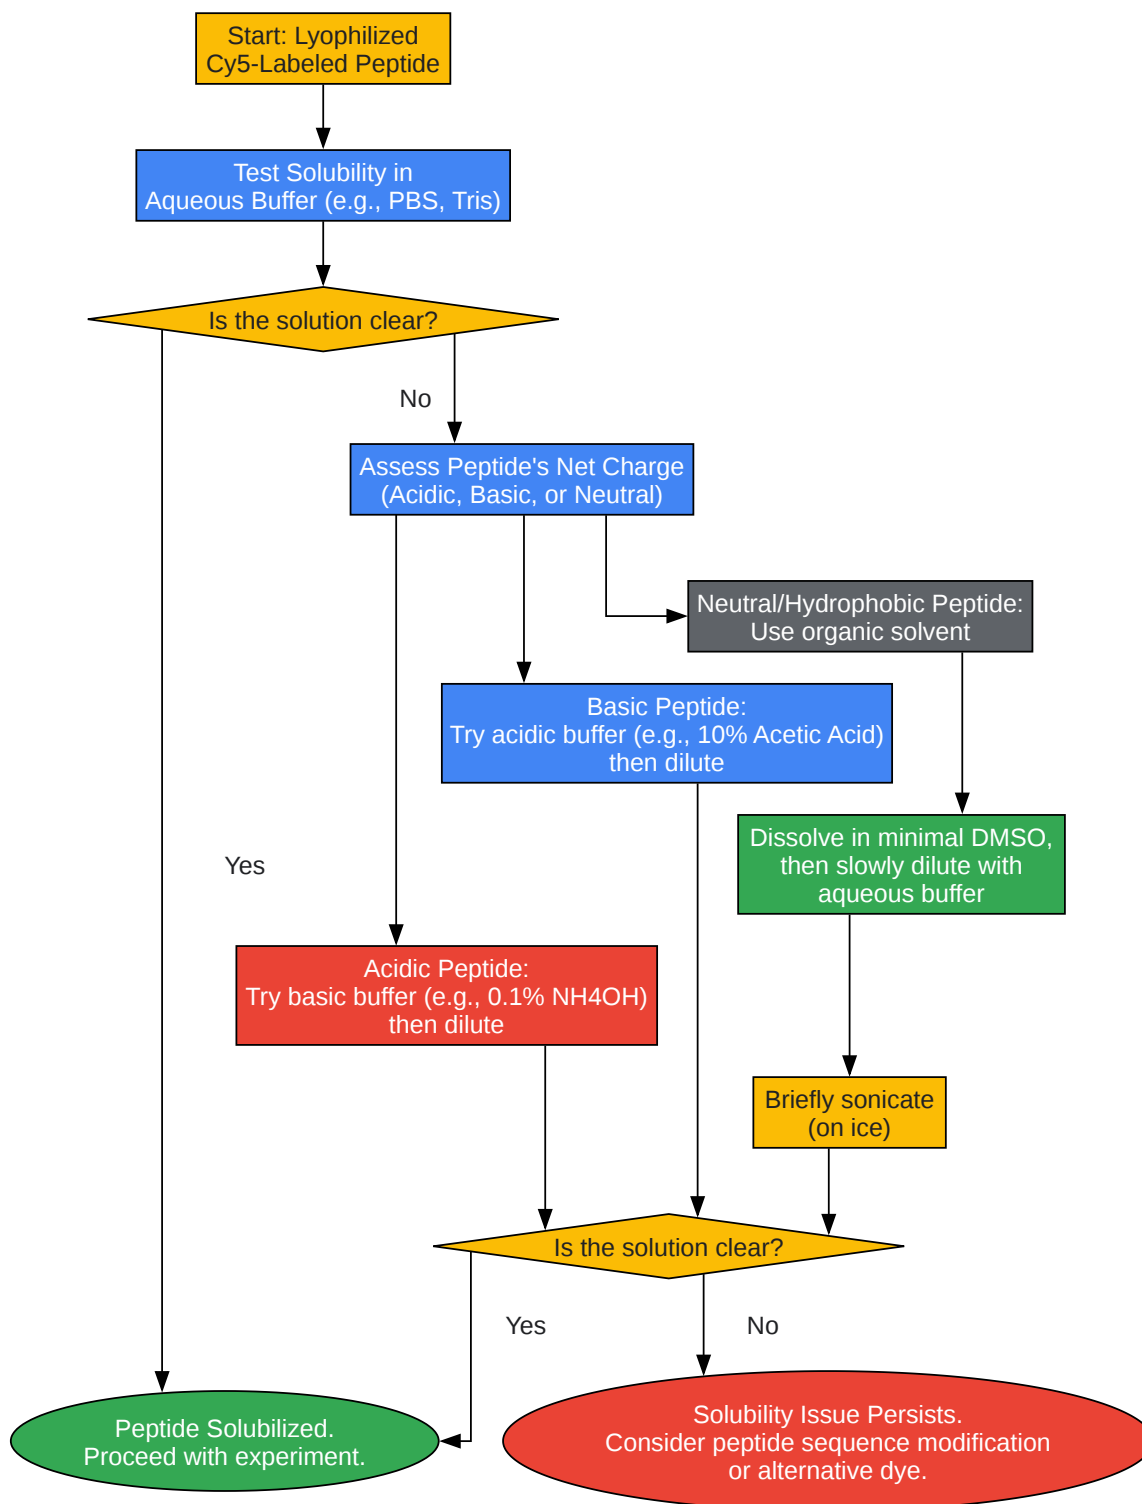 Start: Lyophilized
Cy5-Labeled Peptide
Test Solubility in
Aqueous Buffer (e.g., PBS, Tris)
Is the solution clear?
No
Assess Peptide's Net Charge
(Acidic, Basic, or Neutral)
Neutral/Hydrophobic Peptide:
Use organic solvent
Basic Peptide:
Try acidic buffer (e.g., 10% Acetic Acid)
then dilute
Dissolve in minimal DMSO,
then slowly dilute with
aqueous buffer
Yes
Acidic Peptide:
Try basic buffer (e.g., 0.1% NH4OH)
then dilute
Briefly sonicate
(on ice)
Is the solution clear?
Yes
No
Peptide Solubilized.
Proceed with experiment.
Solubility Issue Persists.
Consider peptide sequence modification
or alternative dye.